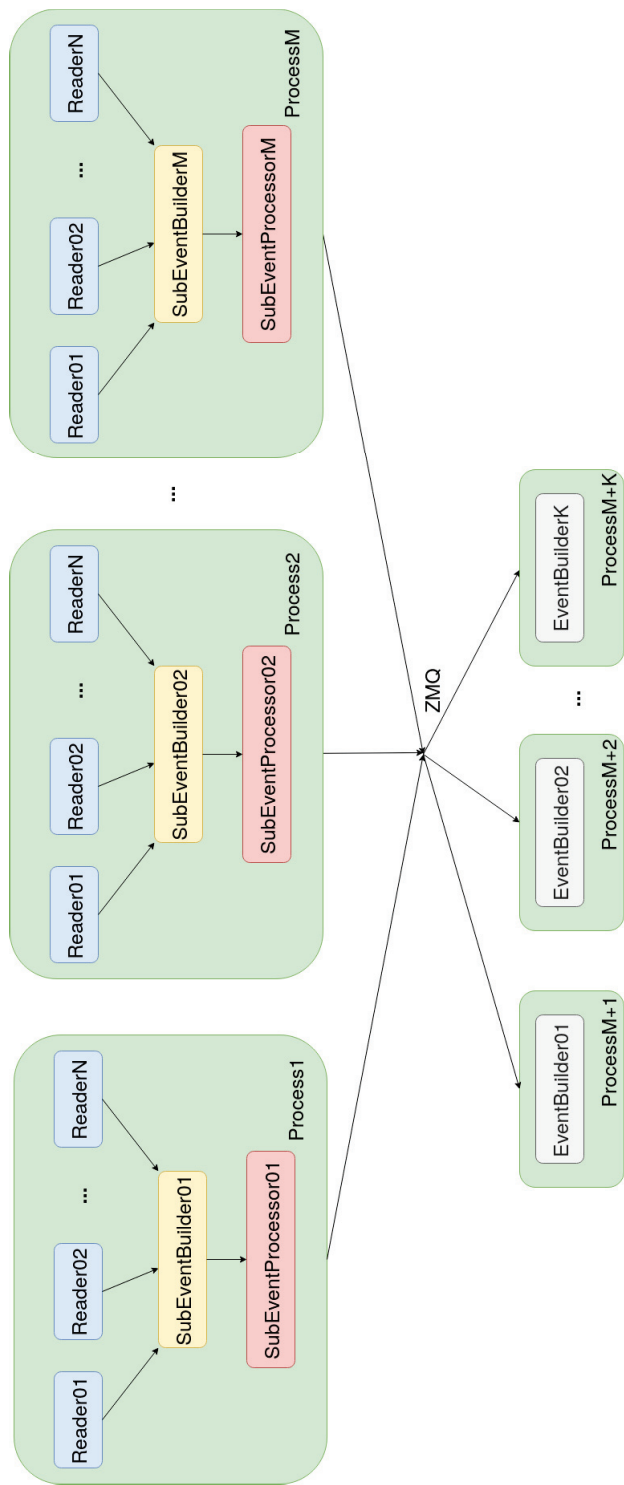 Reader01
Reader02
...
ReaderN
SubEventBuilder01
SubEventProcessor01
Process1
Reader01
Reader02
...
ReaderN
SubEventBuilder02
SubEventProcessor02
Process2
...
Reader01
Reader02
...
ReaderN
SubEventBuilderM
SubEventProcessorM
ProcessM
ZMQ
EventBuilder01
ProcessM+1
EventBuilder02
ProcessM+2
...
EventBuilderK
ProcessM+K